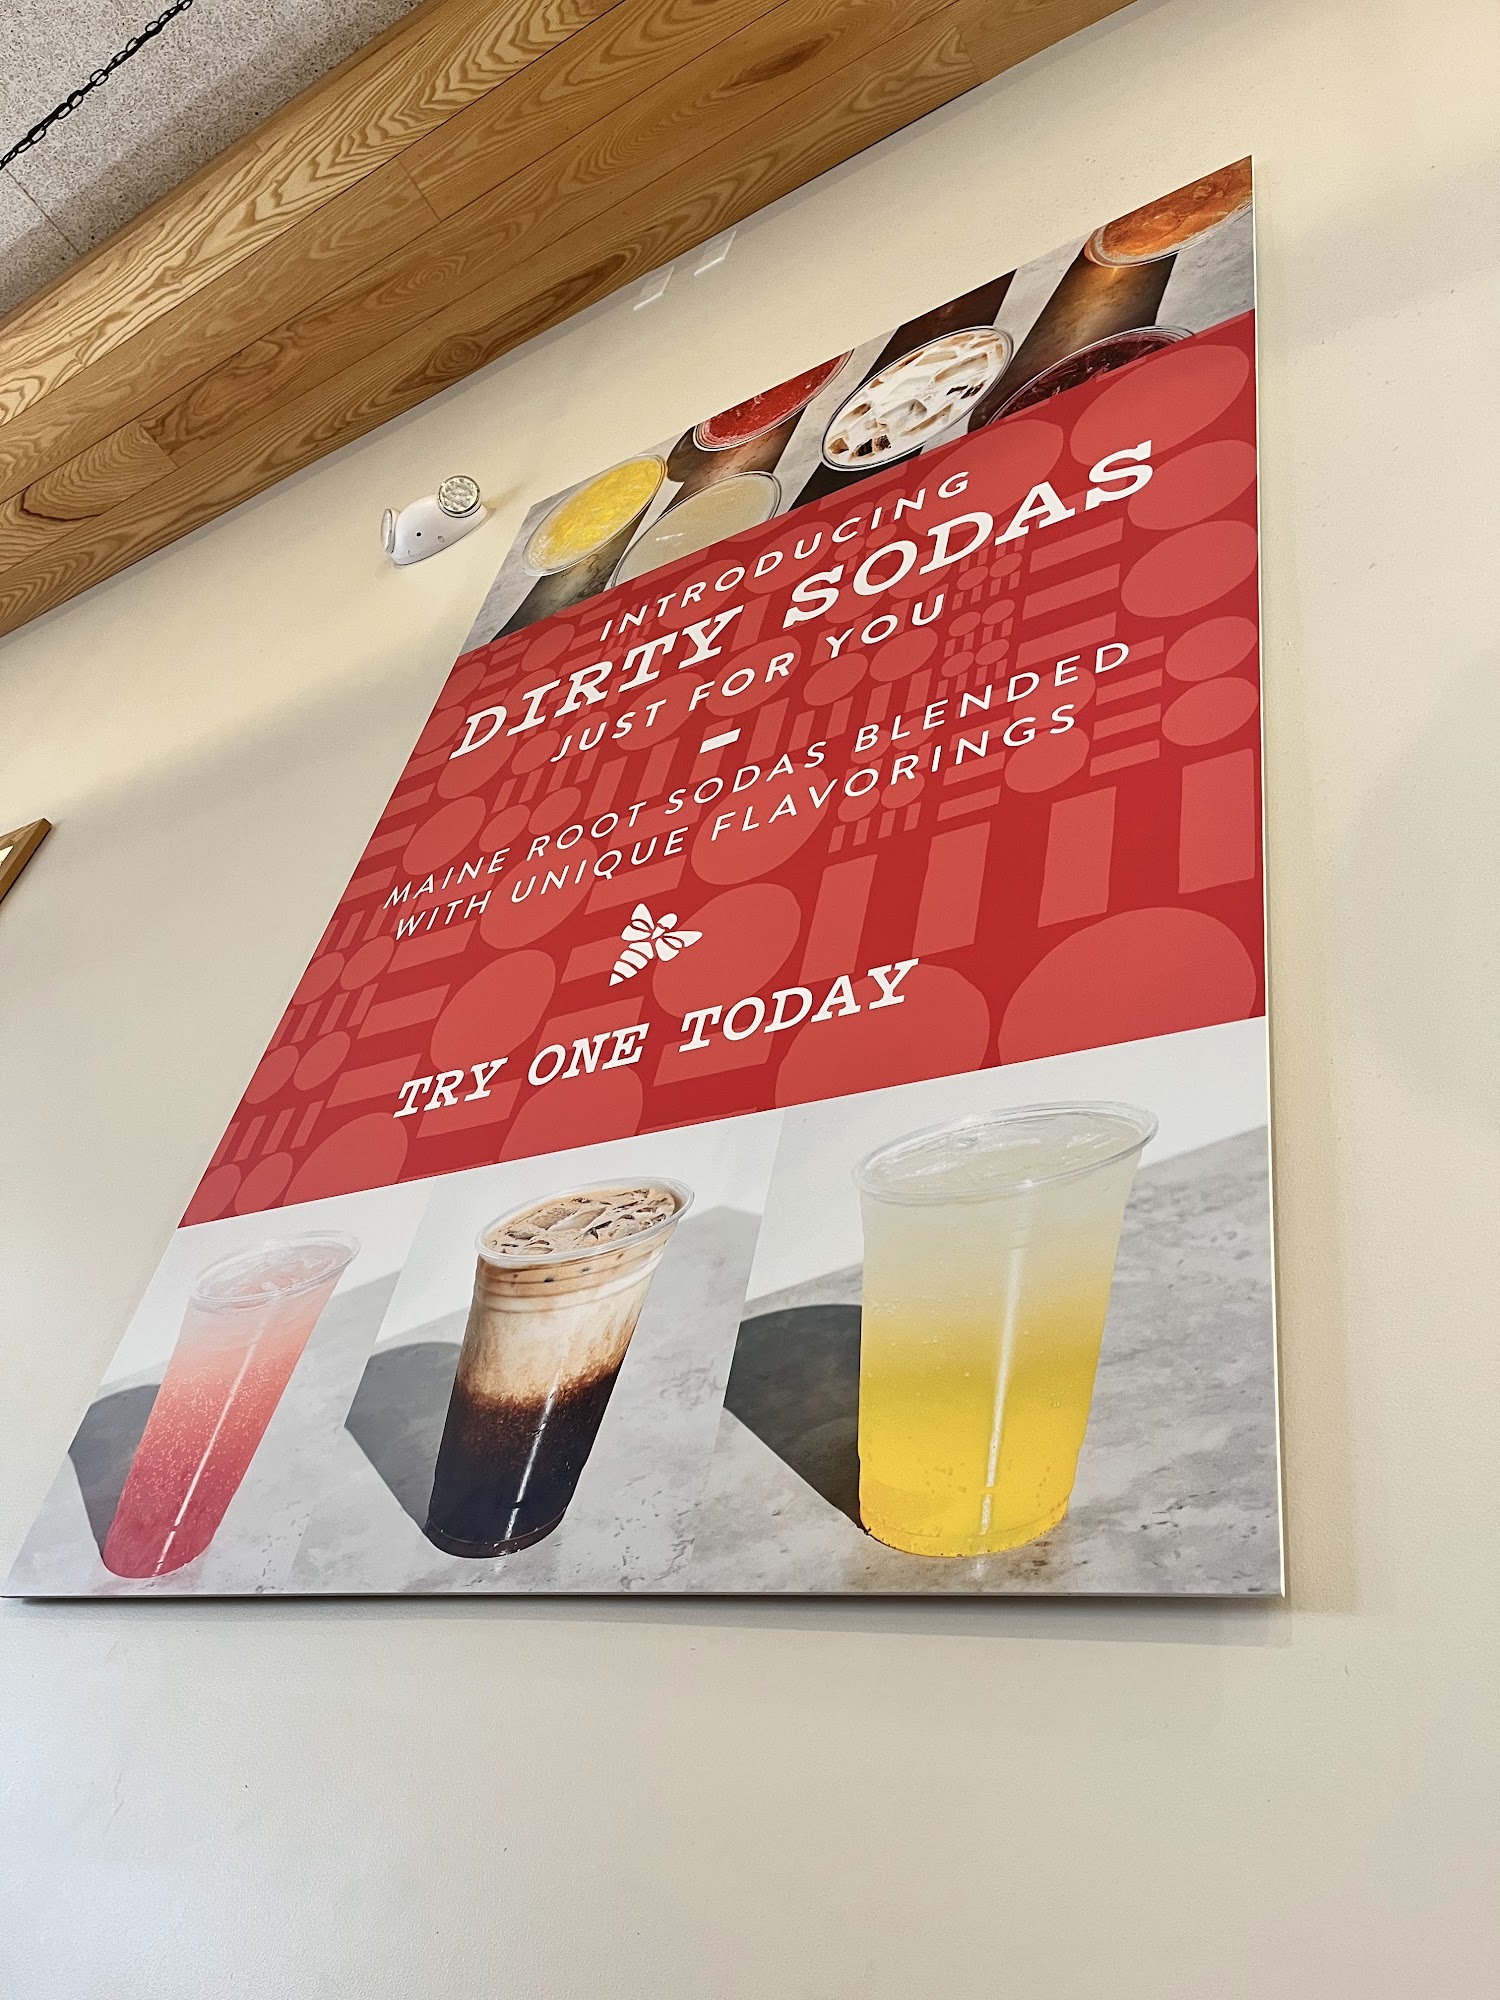 INTRODUCING
DIRTY SODAS
JUST FOR YOU
MAINE ROOT SODAS BLENDED
WITH UNIQUE FLAVORINGS
TRY ONE TODAY